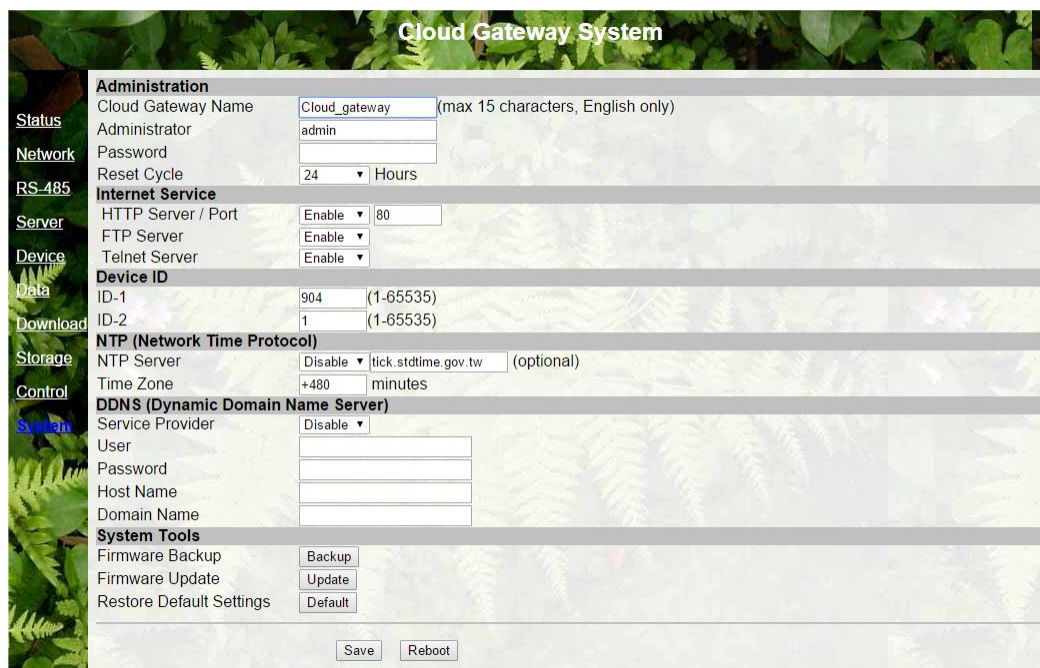 Cloud Gateway System
Status
Network
RS-485
Server
Device
Data
Download
Storage
Control
System
Administration
Cloud Gateway Name Cloud_gateway (max 15 characters, English only)
Administrator admin
Password
Reset Cycle 24 Hours
Internet Service
HTTP Server / Port Enable 80
FTP Server Enable
Telnet Server Enable
Device ID
ID-1 904 (1-65535)
ID-2 1 (1-65535)
NTP (Network Time Protocol)
NTP Server Disable tick.stdtime.gov.tw (optional)
Time Zone +480 minutes
DDNS (Dynamic Domain Name Server)
Service Provider Disable
User
Password
Host Name
Domain Name
System Tools
Firmware Backup Backup
Firmware Update Update
Restore Default Settings Default
Save Reboot